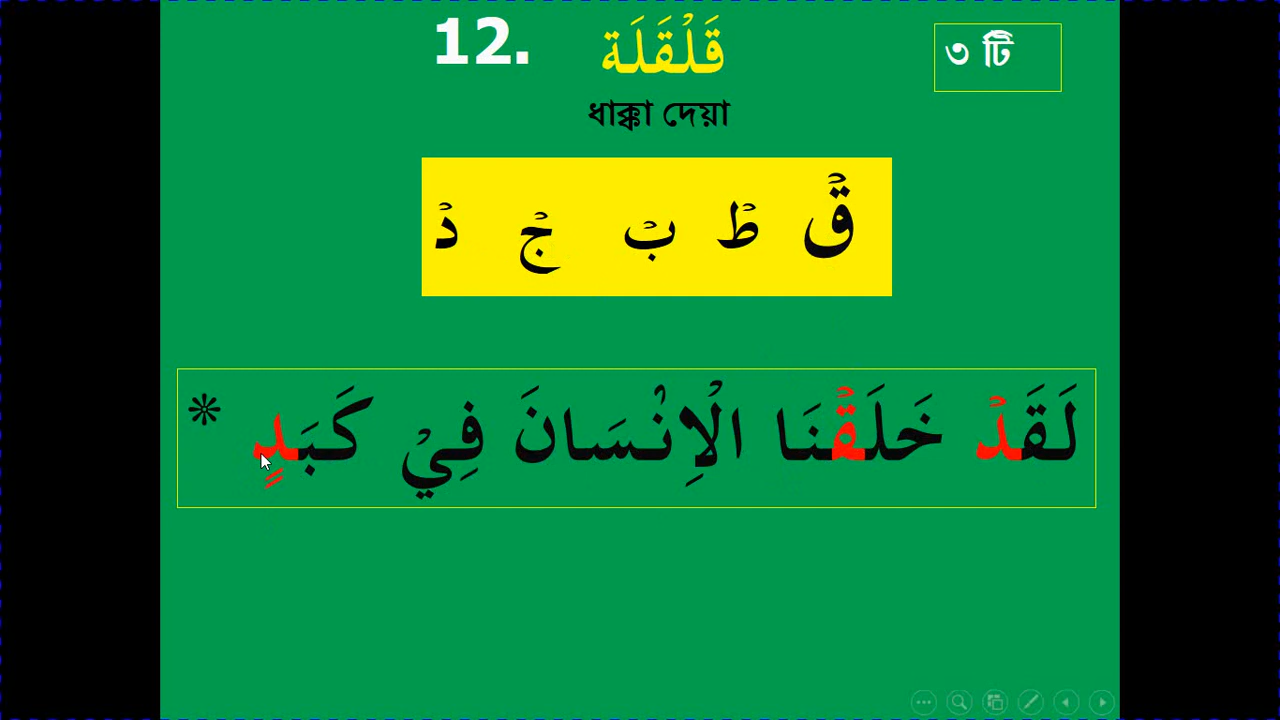 12. قَلْقَلَة
৩ টি
ধাক্কা দেয়া
قْ طْ بْ جْ دْ
لَقَدْ خَلَقْنَا الْاِنْسَانَ فِيْ كَبَدٍ *